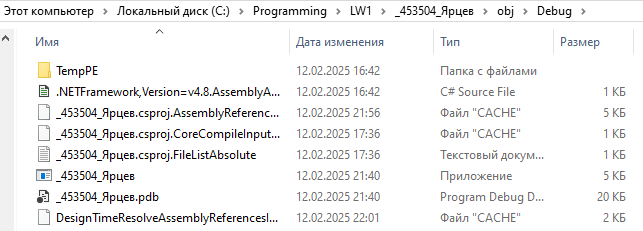 Этот компьютер > Локальный диск (C:) > Programming > LW1 > _453504_Ярцев > obj > Debug >
Имя Дата изменения Тип Размер
TempPE 12.02.2025 16:42 Папка с файлами
.NETFramework,Version=v4.8.AssemblyA... 12.02.2025 16:42 C# Source File 1 КБ
_453504_Ярцев.csproj.AssemblyReferenc... 12.02.2025 21:56 Файл "CACHE" 5 КБ
_453504_Ярцев.csproj.CoreCompileInput... 12.02.2025 17:36 Файл "CACHE" 1 КБ
_453504_Ярцев.csproj.FileListAbsolute 12.02.2025 17:36 Текстовый докум... 1 КБ
_453504_Ярцев 12.02.2025 21:40 Приложение 5 КБ
_453504_Ярцев.pdb 12.02.2025 21:40 Program Debug D... 20 КБ
DesignTimeResolveAssemblyReferencesI... 12.02.2025 22:01 Файл "CACHE" 2 КБ